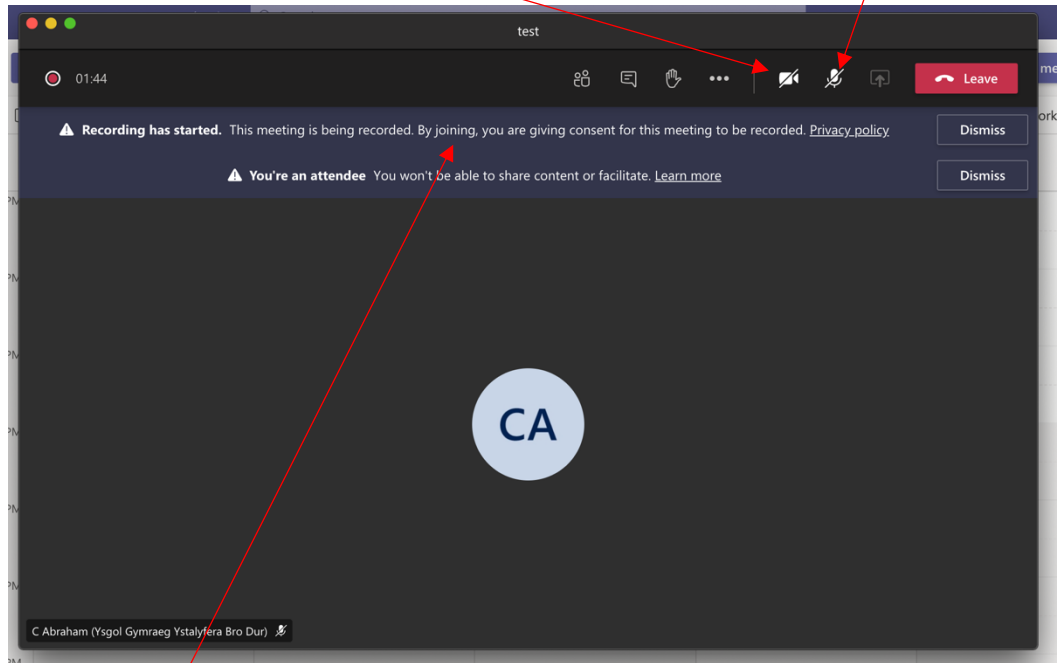 test
01:44
Leave
Recording has started. This meeting is being recorded. By joining, you are giving consent for this meeting to be recorded. Privacy policy
Dismiss
You're an attendee You won't be able to share content or facilitate. Learn more
Dismiss
CA
C Abraham (Ysgol Gymraeg Ystalyfera Bro Dur)